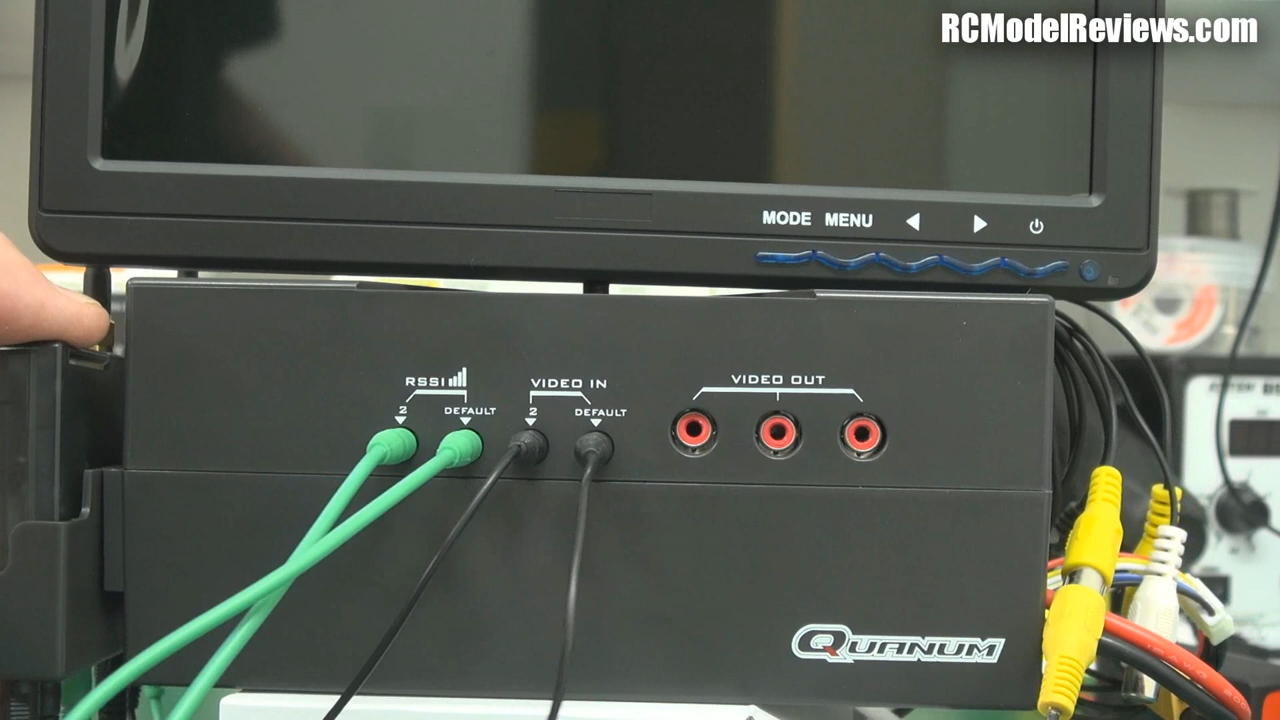 RCModelReviews.com
MODE MENU
RSSI
VIDEO IN
VIDEO OUT
2 DEFAULT
2 DEFAULT
QUANUM